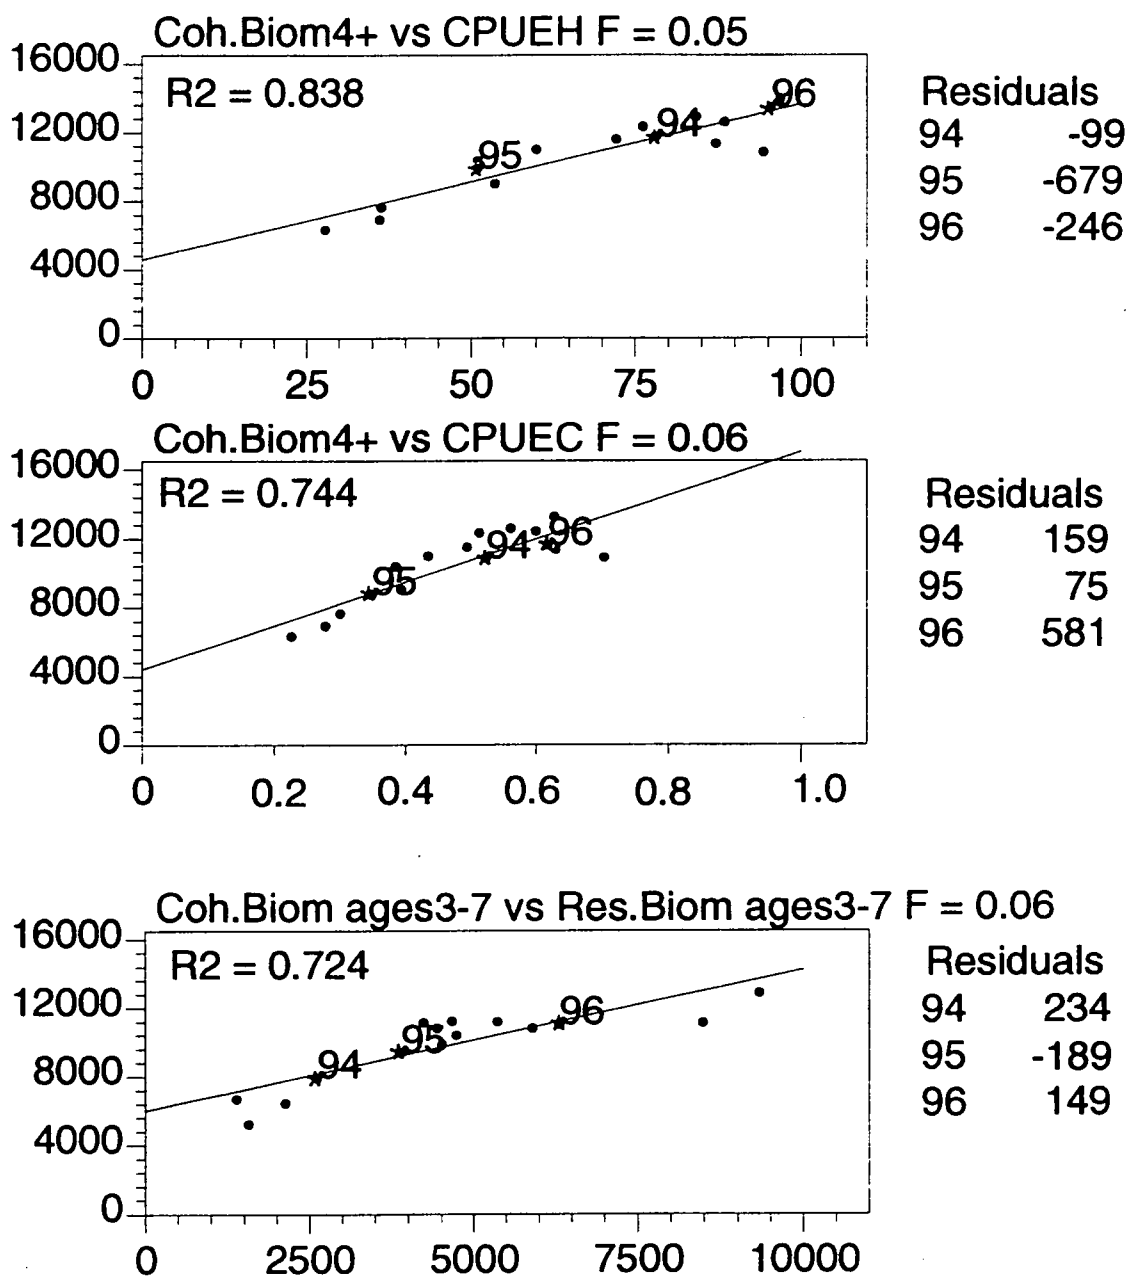 Coh.Biom4+ vs CPUEH F = 0.05
16000
R2 = 0.838
96
Residuals
12000
94
94 -99
95
95 -679
8000
96 -246
4000
0
0 25 50 75 100
Coh.Biom4+ vs CPUEC F = 0.06
16000
R2 = 0.744
Residuals
96
12000
94
94 159
95
95 75
8000
96 581
4000
0
0 0.2 0.4 0.6 0.8 1.0
Coh.Biom ages3-7 vs Res.Biom ages3-7 F = 0.06
16000
R2 = 0.724
Residuals
96
12000
94 234
95
95 -189
94
8000
96 149
4000
0
0 2500 5000 7500 10000